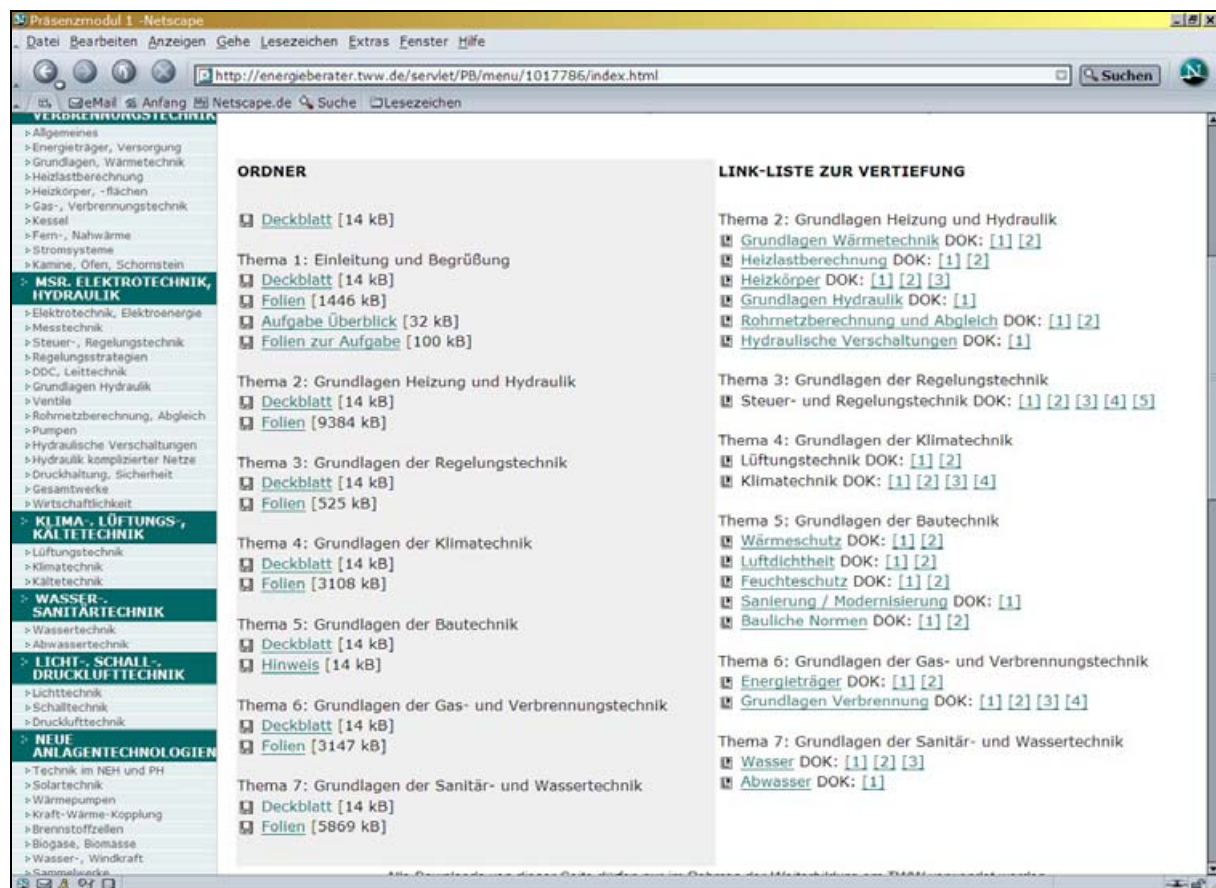 Präsenzmodul 1 -Netscape
Datei Bearbeiten Anzeigen Gehe Lesezeichen Extras Fenster Hilfe
http://energieberater.tww.de/servlet/PB/menu/1017786/index.html
Suchen
eMail Anfang Netscape.de Suche Lesezeichen
VERBRENNUNGSTECHNIK
Allgemeines
Energieträger, Versorgung
Grundlagen, Wärmetechnik
Heizlastberechnung
Heizkörper, -flächen
Gas-, Verbrennungstechnik
Kessel
Fern-, Nahwärme
Stromsysteme
Kamine, Öfen, Schornstein
MSR, ELEKTROTECHNIK,
HYDRAULIK
Elektrotechnik, Elektroenergie
Messtechnik
Steuer-, Regelungstechnik
Regelungsstrategien
DDC, Leittechnik
Grundlagen Hydraulik
Ventile
Rohrnetzberechnung, Abgleich
Pumpen
Hydraulische Verschaltungen
Hydraulik komplizierter Netze
Druckhaltung, Sicherheit
Gesamtwerke
Wirtschaftlichkeit
KLIMA-, LÜFTUNGS-,
KÄLTETECHNIK
Lüftungstechnik
Klimatechnik
Kältetechnik
WASSER-,
SANITÄRTECHNIK
Wassertechnik
Abwassertechnik
LICHT-, SCHALL-,
DRUCKLUFTTECHNIK
Lichttechnik
Schalltechnik
Drucklufttechnik
NEUE
ANLAGENTECHNOLOGIEN
Technik im NEH und PH
Solartechnik
Wärmepumpen
Kraft-Wärme-Kopplung
Brennstoffzellen
Biogase, Biomasse
Wasser-, Windkraft
Sammelwerke
ORDNER
Deckblatt [14 kB]
Thema 1: Einleitung und Begrüßung
Deckblatt [14 kB]
Folien [1446 kB]
Aufgabe Überblick [32 kB]
Folien zur Aufgabe [100 kB]
Thema 2: Grundlagen Heizung und Hydraulik
Deckblatt [14 kB]
Folien [9384 kB]
Thema 3: Grundlagen der Regelungstechnik
Deckblatt [14 kB]
Folien [525 kB]
Thema 4: Grundlagen der Klimatechnik
Deckblatt [14 kB]
Folien [3108 kB]
Thema 5: Grundlagen der Bautechnik
Deckblatt [14 kB]
Hinweis [14 kB]
Thema 6: Grundlagen der Gas- und Verbrennungstechnik
Deckblatt [14 kB]
Folien [3147 kB]
Thema 7: Grundlagen der Sanitär- und Wassertechnik
Deckblatt [14 kB]
Folien [5869 kB]
LINK-LISTE ZUR VERTIEFUNG
Thema 2: Grundlagen Heizung und Hydraulik
Grundlagen Wärmetechnik DOK: [1] [2]
Heizlastberechnung DOK: [1] [2]
Heizkörper DOK: [1] [2] [3]
Grundlagen Hydraulik DOK: [1]
Rohrnetzberechnung und Abgleich DOK: [1] [2]
Hydraulische Verschaltungen DOK: [1]
Thema 3: Grundlagen der Regelungstechnik
Steuer- und Regelungstechnik DOK: [1] [2] [3] [4] [5]
Thema 4: Grundlagen der Klimatechnik
Lüftungstechnik DOK: [1] [2]
Klimatechnik DOK: [1] [2] [3] [4]
Thema 5: Grundlagen der Bautechnik
Wärmeschutz DOK: [1] [2]
Luftdichtheit DOK: [1] [2]
Feuchteschutz DOK: [1] [2]
Sanierung / Modernisierung DOK: [1]
Bauliche Normen DOK: [1] [2]
Thema 6: Grundlagen der Gas- und Verbrennungstechnik
Energieträger DOK: [1] [2]
Grundlagen Verbrennung DOK: [1] [2] [3] [4]
Thema 7: Grundlagen der Sanitär- und Wassertechnik
Wasser DOK: [1] [2] [3]
Abwasser DOK: [1]